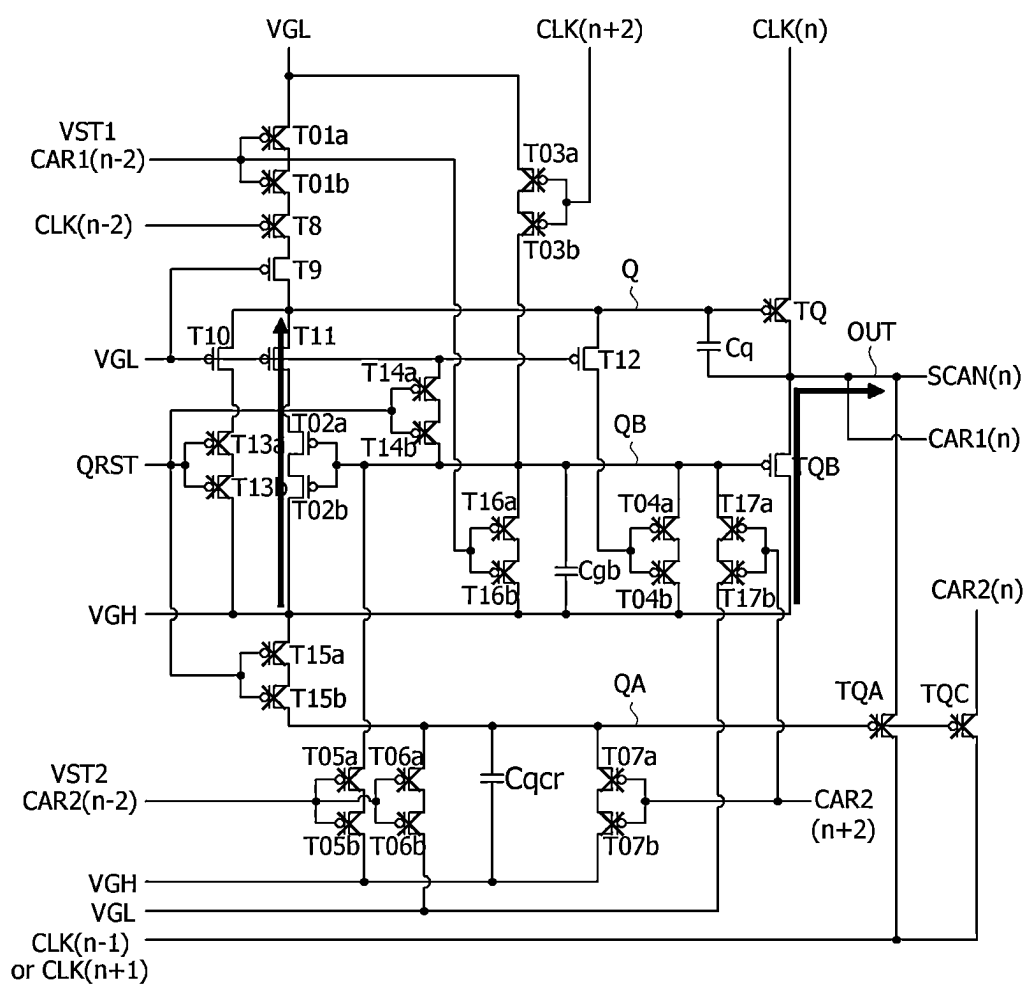 VGL
CLK(n+2)
CLK(n)
VST1
CAR1(n-2)
T01a
T01b
T03a
T03b
CLK(n-2)
T8
T9
Q
TQ
T10
T11
VGL
T12
Cq
OUT
SCAN(n)
T14a
T14b
T02a
CAR1(n)
QRST
T13a
T13b
T02b
QB
TQB
T16a
T16b
Cgb
T04a
T04b
T17a
T17b
VGH
CAR2(n)
T15a
T15b
QA
TQA
TQC
VST2
CAR2(n-2)
T05a
T05b
T06a
T06b
Cqcr
T07a
T07b
CAR2
(n+2)
VGH
VGL
CLK(n-1)
or CLK(n+1)